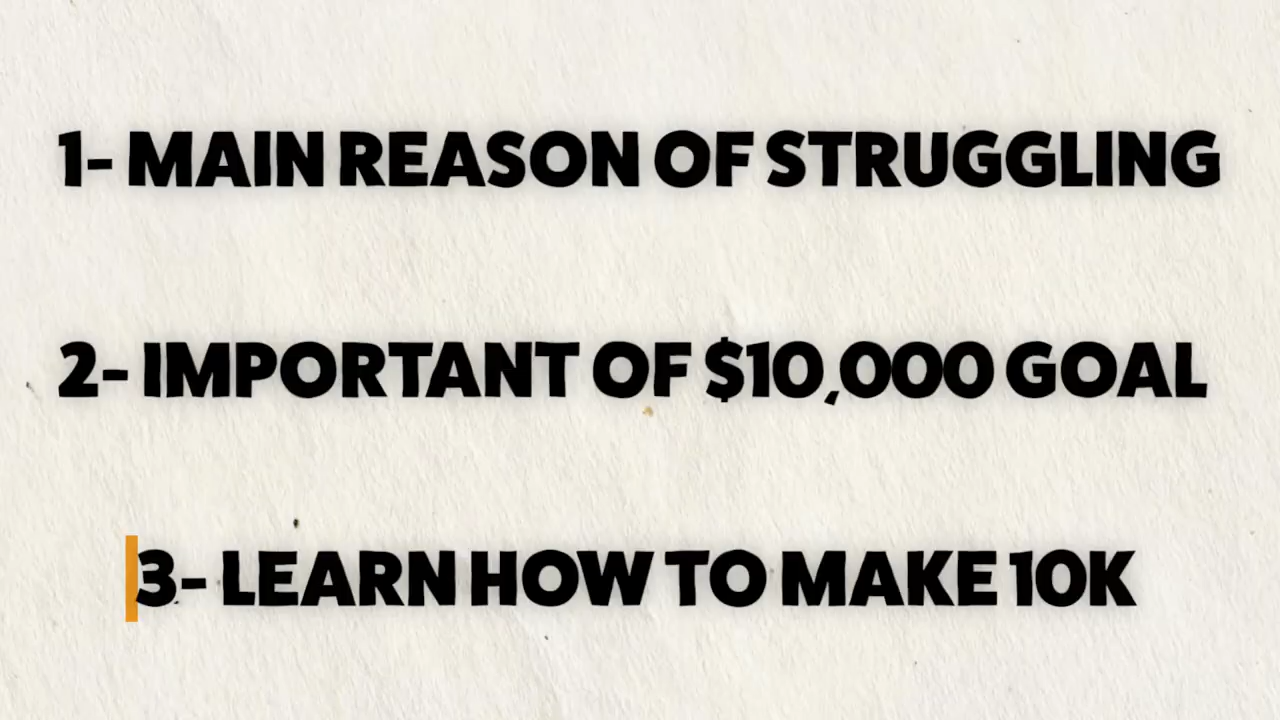 1- MAIN REASON OF STRUGGLING
2- IMPORTANT OF $10,000 GOAL
3- LEARN HOW TO MAKE 10K